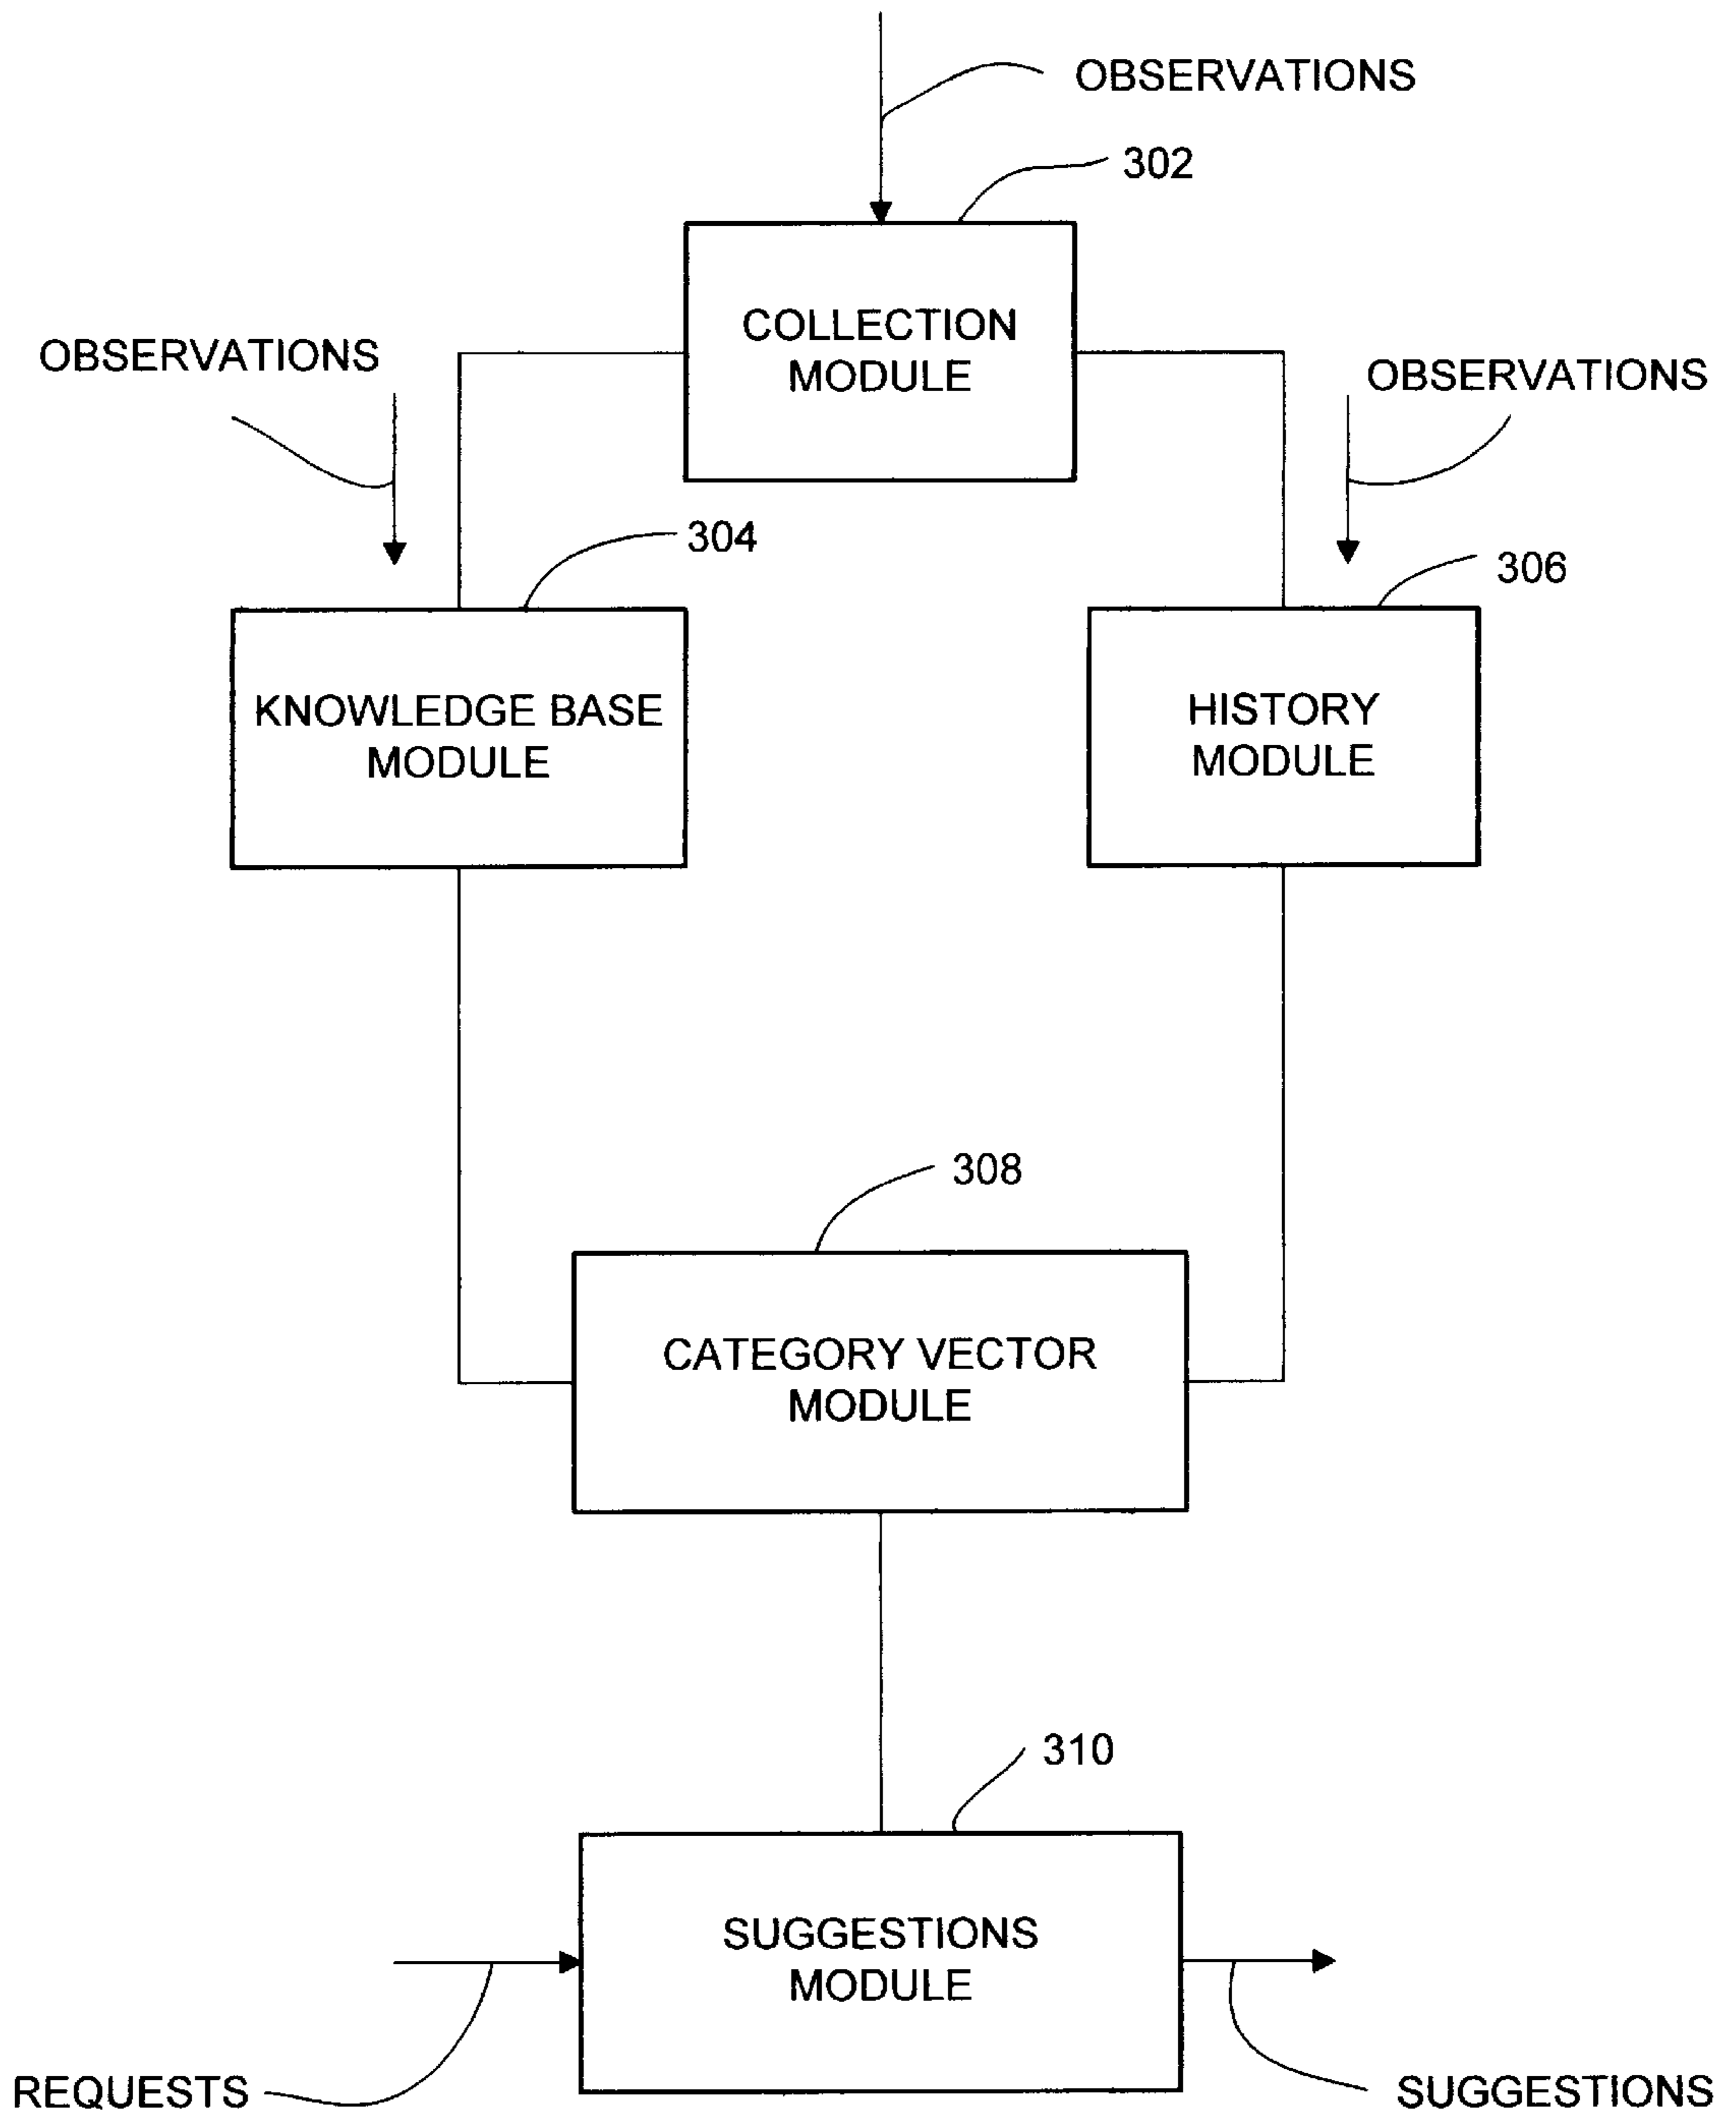 OBSERVATIONS
302
COLLECTION
MODULE
OBSERVATIONS
OBSERVATIONS
304
306
KNOWLEDGE BASE
MODULE
HISTORY
MODULE
308
CATEGORY VECTOR
MODULE
310
SUGGESTIONS
MODULE
REQUESTS
SUGGESTIONS